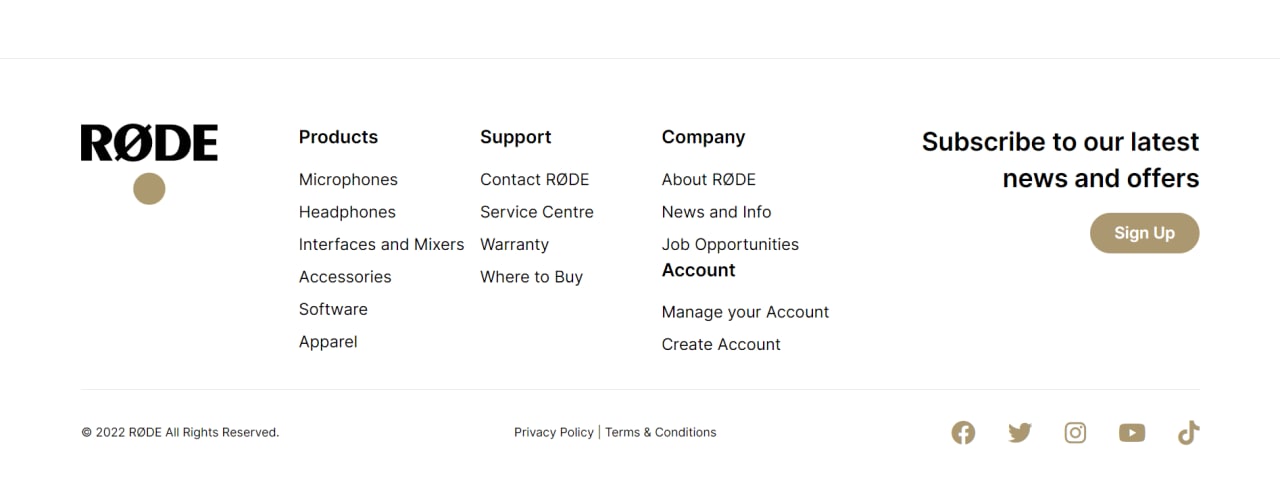 RØDE
Products
Microphones
Headphones
Interfaces and Mixers
Accessories
Software
Apparel
Support
Contact RØDE
Service Centre
Warranty
Where to Buy
Company
About RØDE
News and Info
Job Opportunities
Account
Manage your Account
Create Account
Subscribe to our latest
news and offers
Sign Up
© 2022 RØDE All Rights Reserved.
Privacy Policy | Terms & Conditions